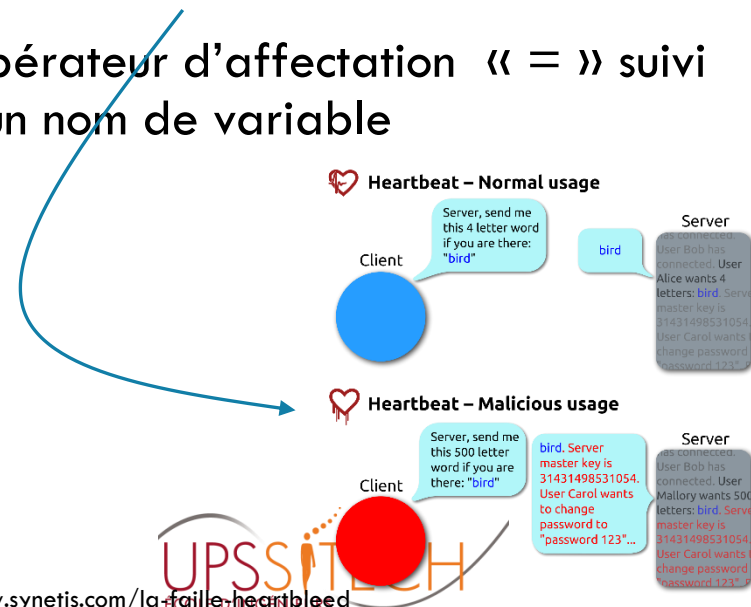 pérateur d'affectation « = » suivi
un nom de variable
Heartbeat – Normal usage
Server, send me
this 4 letter word
if you are there:
"bird"
Client
bird
Server
has connected.
User Bob has
connected. User
Alice wants 4
letters: bird. Serve
master key is
31431498531054.
User Carol wants t
change password
"password 123"
Heartbeat – Malicious usage
Server, send me
this 500 letter
word if you are
there: "bird"
Client
bird. Server
master key is
31431498531054.
User Carol wants
to change
password to
"password 123"...
Server
has connected.
User Bob has
connected. User
Mallory wants 500
letters: bird. Serve
master key is
31431498531054.
User Carol wants t
change password
"password 123"
UPSSITECH
.synetis.com/la-faille-heartbleed